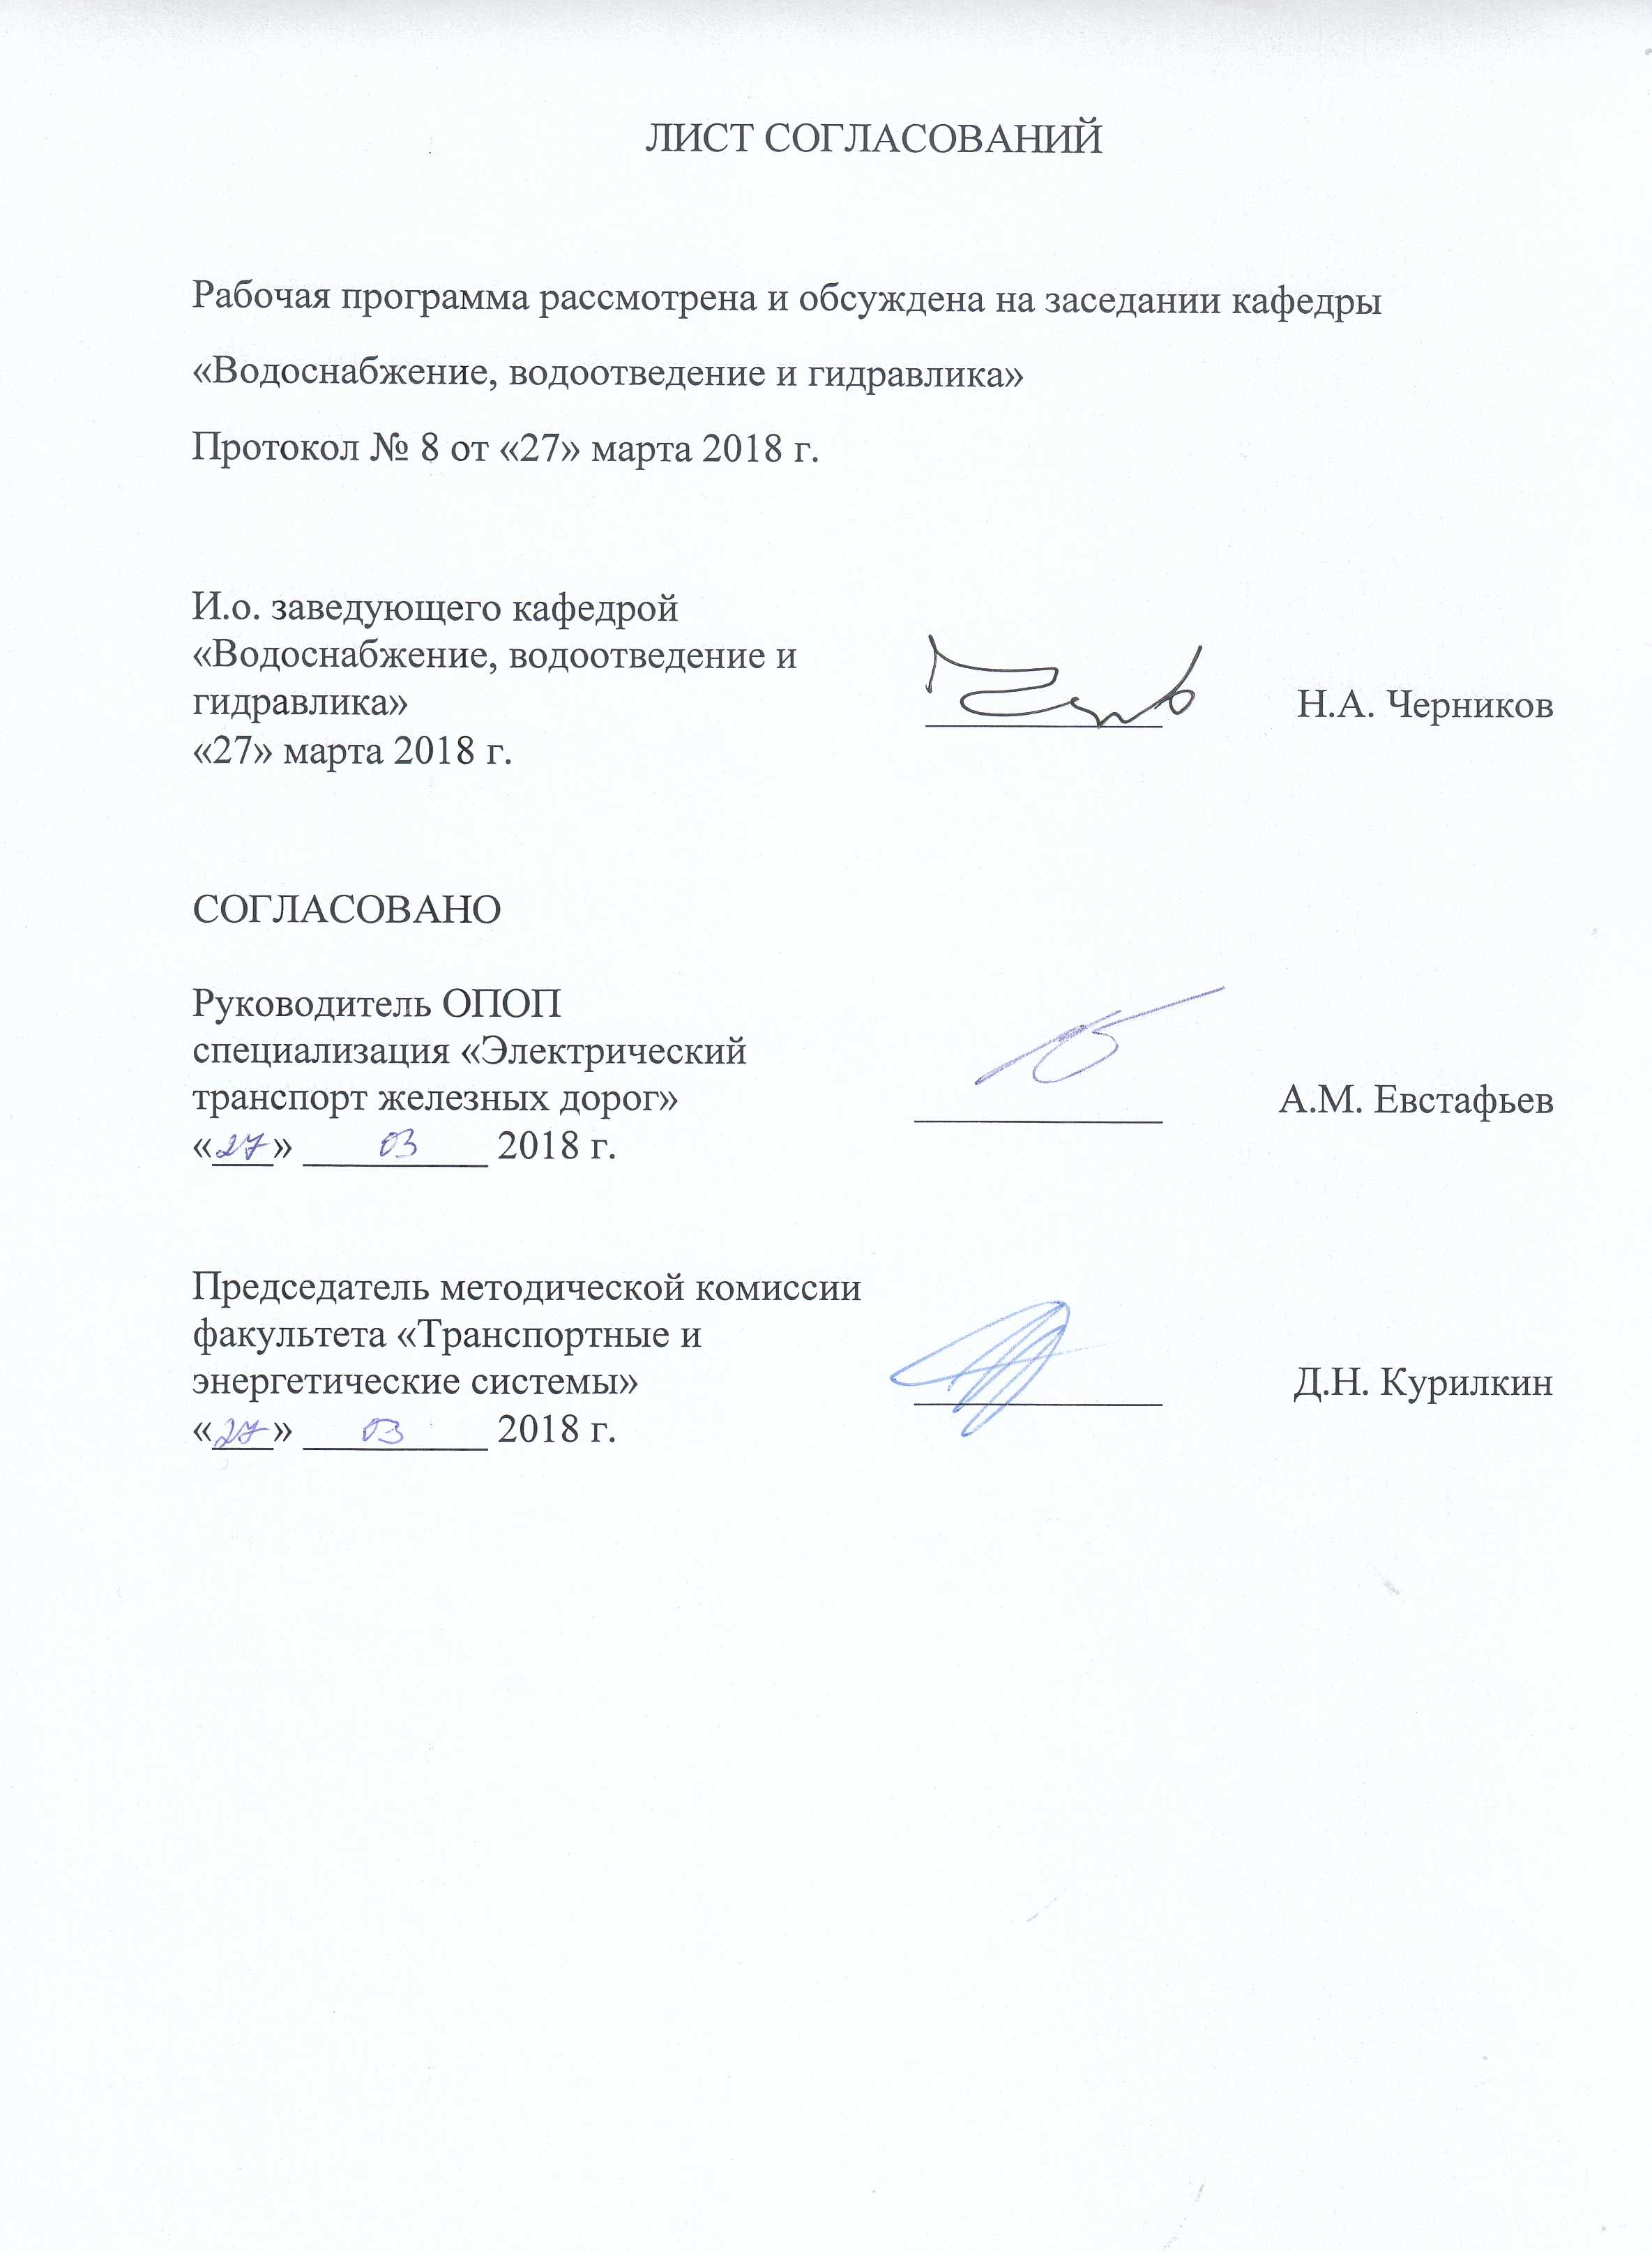 ЛИСТ СОГЛАСОВАНИЙ
Рабочая программа рассмотрена и обсуждена на заседании кафедры
«Водоснабжение, водоотведение и гидравлика»
Протокол № 8 от «27» марта 2018 г.
И.о. заведующего кафедрой
«Водоснабжение, водоотведение и
гидравлика» Н.А. Черников
«27» марта 2018 г.
СОГЛАСОВАНО
Руководитель ОПОП
специализация «Электрический
транспорт железных дорог» А.М. Евстафьев
«27» 03 2018 г.
Председатель методической комиссии
факультета «Транспортные и
энергетические системы» Д.Н. Курилкин
«27» 03 2018 г.